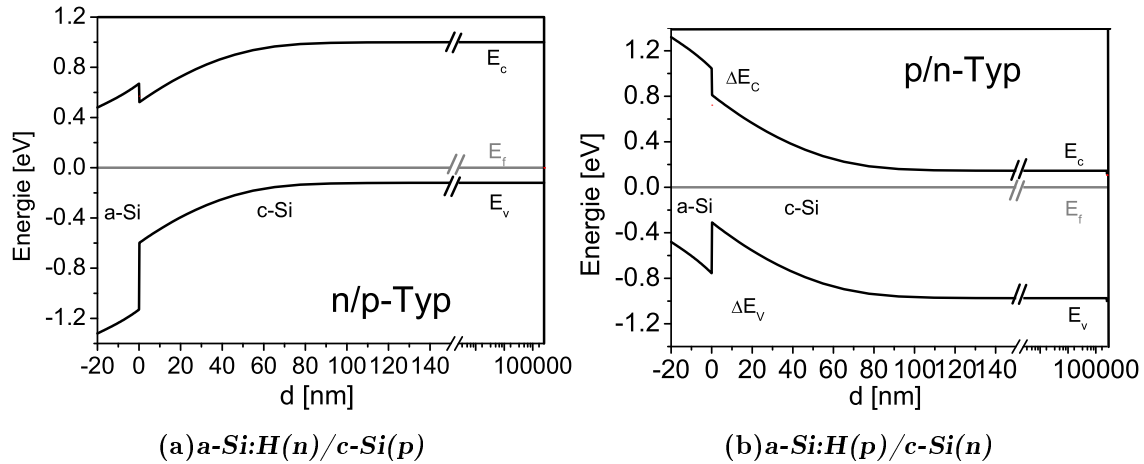 1.2
0.8
0.4
0.0
-0.4
-0.8
-1.2
Energie [eV]
E_c
E_f
E_v
a-Si
c-Si
n/p-Typ
-20 0 20 40 60 80 100 120 140 100000
d [nm]
(a) a-Si:H(n)/c-Si(p)
1.2
0.8
0.4
0.0
-0.4
-0.8
-1.2
Energie [eV]
p/n-Typ
ΔE_C
E_c
a-Si
c-Si
E_f
ΔE_V
E_v
-20 0 20 40 60 80 100 120 140 100000
d [nm]
(b) a-Si:H(p)/c-Si(n)